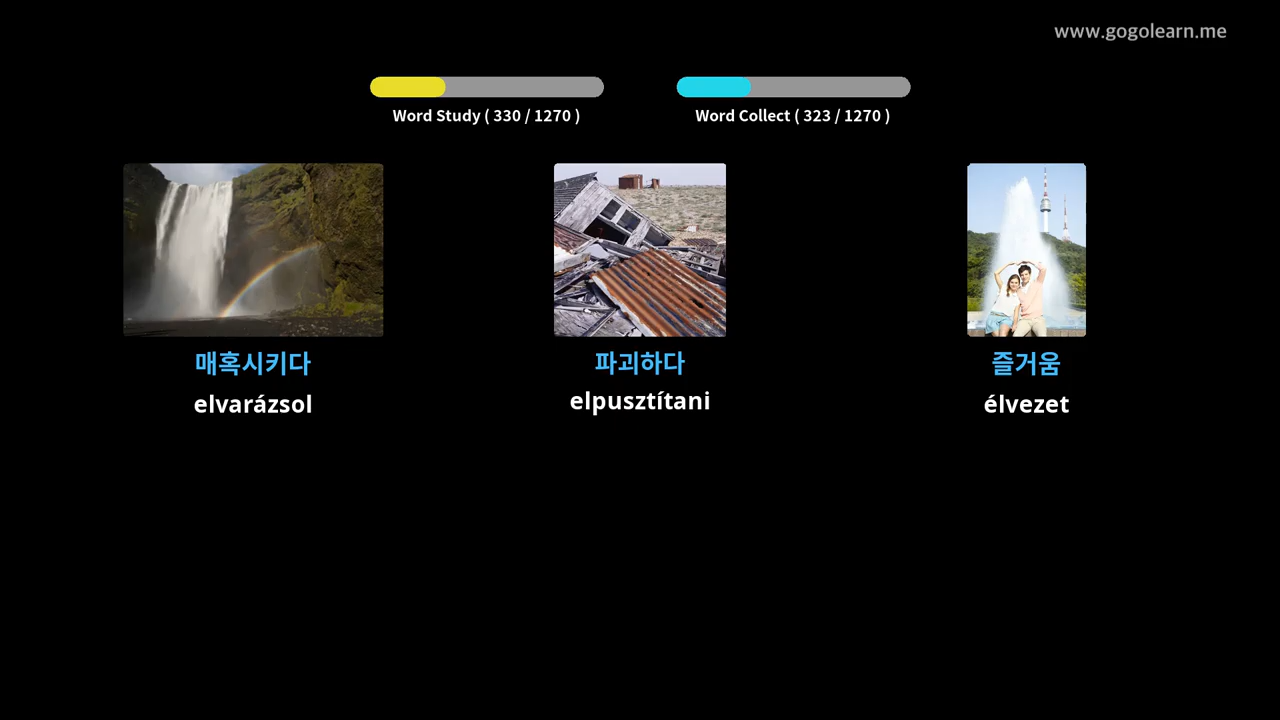 www.gogolearn.me
Word Study ( 330 / 1270 )
Word Collect ( 323 / 1270 )
매혹시키다
elvarázsol
파괴하다
elpusztítani
즐거움
élvezet